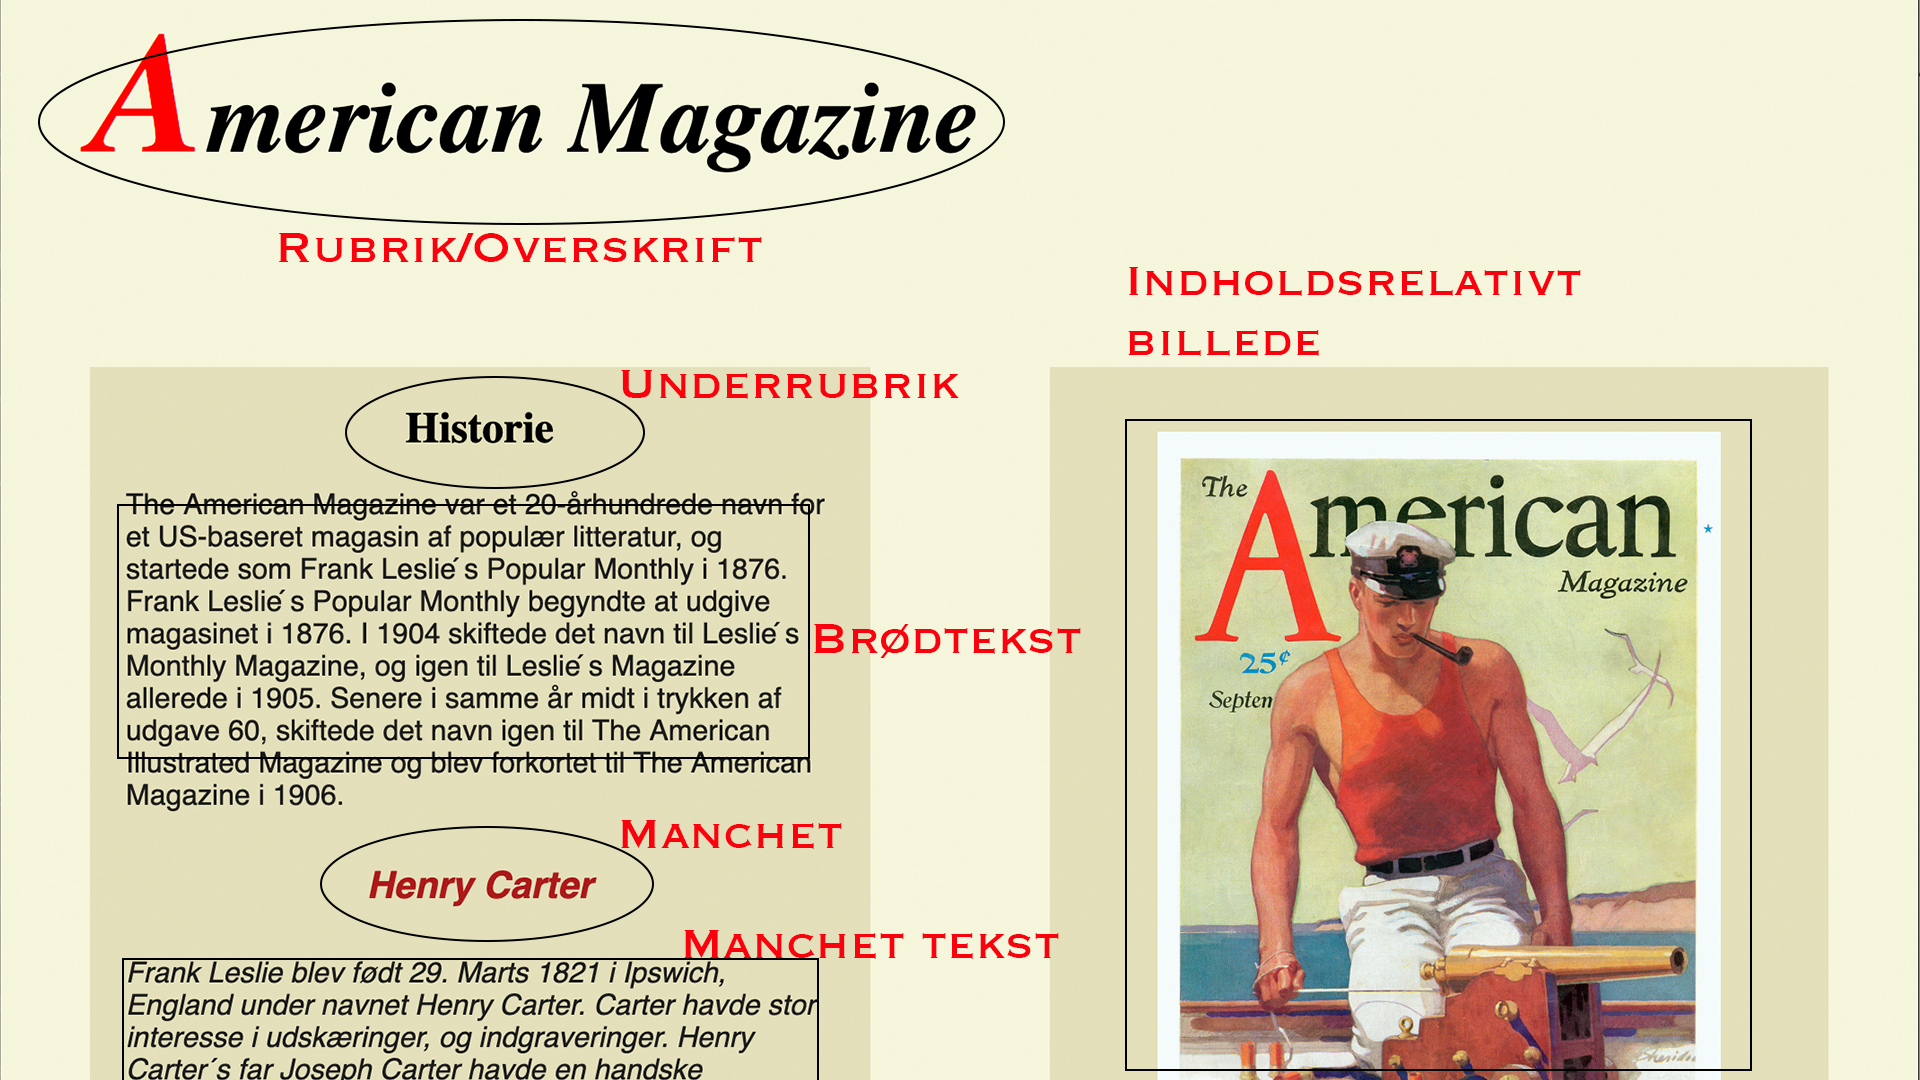 American Magazine
Rubrik/Overskrift
Indholdsrelativt
billede
Underrubrik
Historie
The American Magazine var et 20-århundrede navn for
et US-baseret magasin af populær litteratur, og
startede som Frank Leslie´s Popular Monthly i 1876.
Frank Leslie´s Popular Monthly begyndte at udgive
magasinet i 1876. I 1904 skiftede det navn til Leslie´s
Monthly Magazine, og igen til Leslie´s Magazine
allerede i 1905. Senere i samme år midt i trykken af
udgave 60, skiftede det navn igen til The American
Illustrated Magazine og blev forkortet til The American
Magazine i 1906.
Brødtekst
Manchet
Henry Carter
Manchet tekst
Frank Leslie blev født 29. Marts 1821 i Ipswich,
England under navnet Henry Carter. Carter havde stor
interesse i udskæringer, og indgraveringer. Henry
Carter´s far Joseph Carter havde en handske
The American
Magazine
25¢
Septem